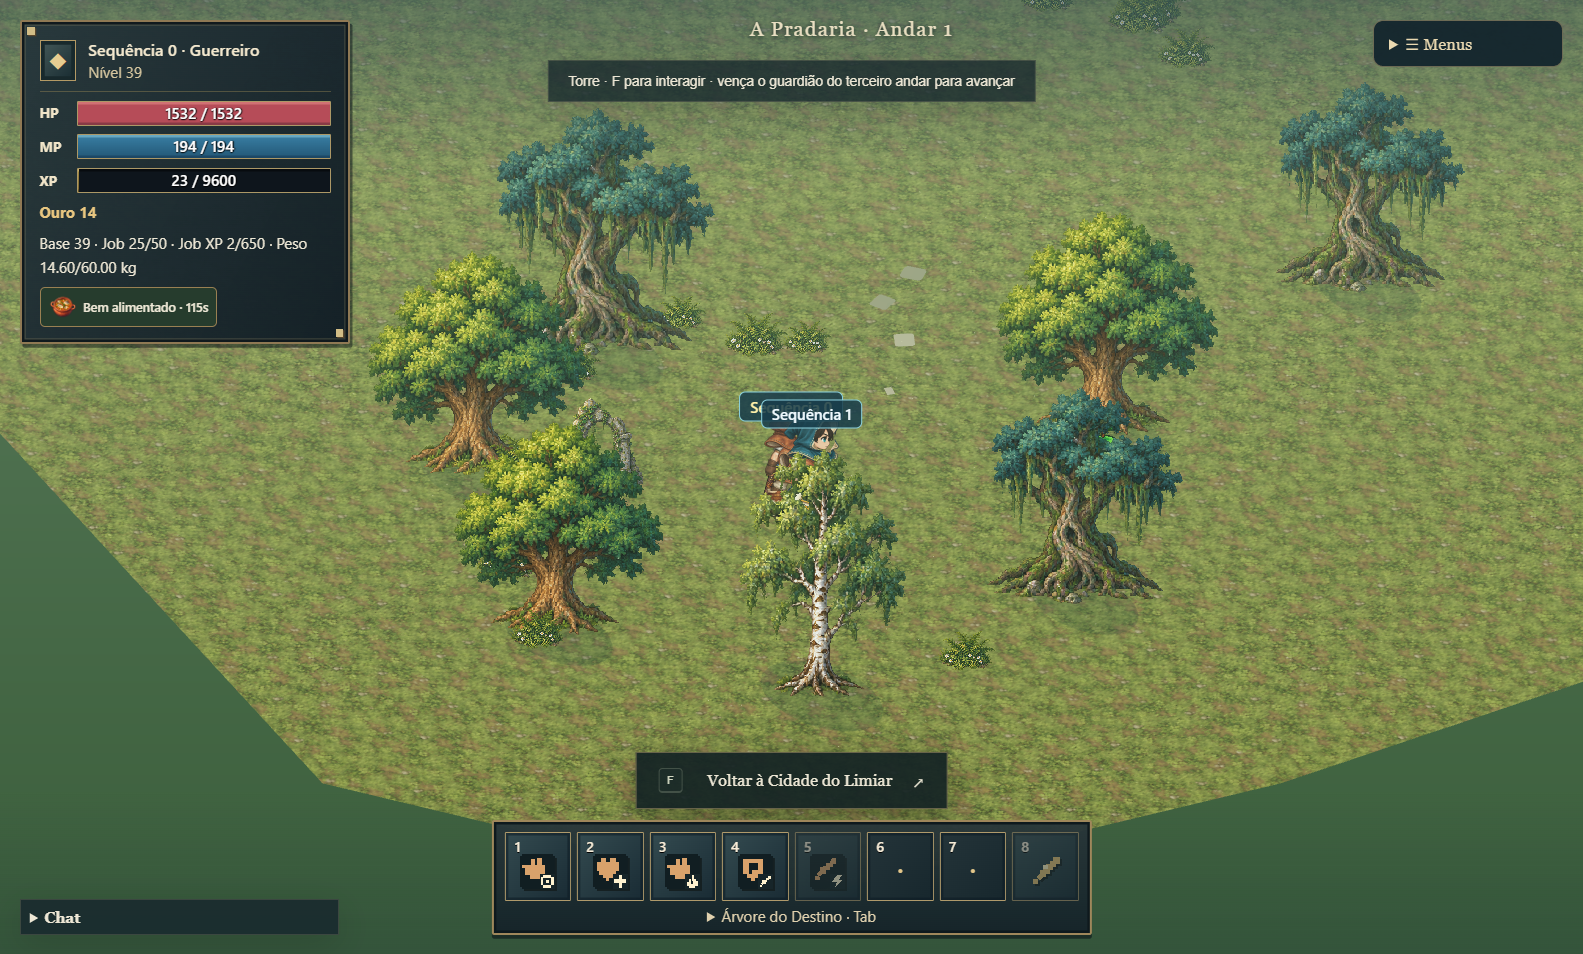 A Pradaria · Andar 1
Sequência 0 · Guerreiro
Nível 39
HP 1532 / 1532
MP 194 / 194
XP 23 / 9600
Ouro 14
Base 39 · Job 25/50 · Job XP 2/650 · Peso
14.60/60.00 kg
Bem alimentado · 115s
Torre · F para interagir · vença o guardião do terceiro andar para avançar
☰ Menus
Sequência 0
Sequência 1
F Voltar à Cidade do Limiar ↗
1 2 3 4 5 6 7 8
Árvore do Destino · Tab
Chat